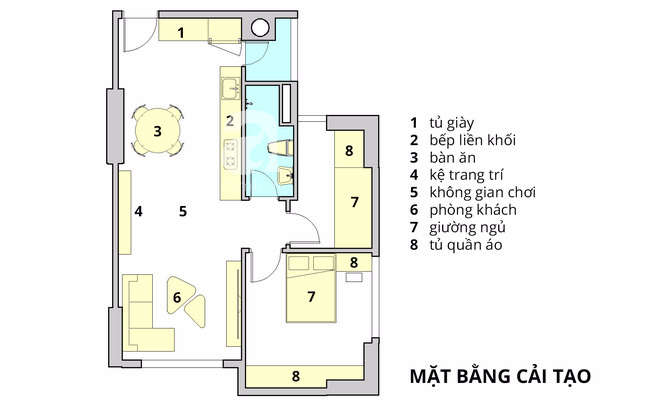 1
2
3
4
5
6
7
8
7
8
8
1 tủ giày
2 bếp liền khối
3 bàn ăn
4 kệ trang trí
5 không gian chơi
6 phòng khách
7 giường ngủ
8 tủ quần áo
MẶT BẰNG CẢI TẠO